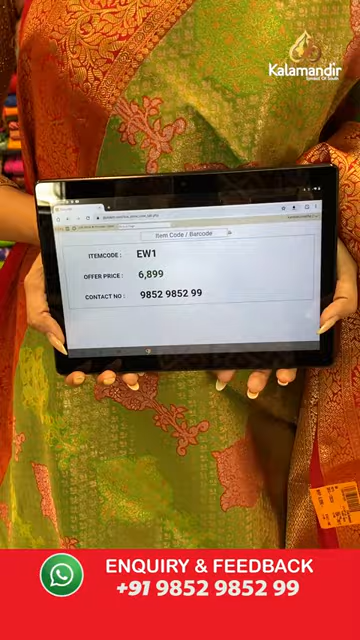 Kalamandir
Item Code / Barcode
ITEMCODE : EW1
OFFER PRICE : 6,899
CONTACT NO : 9852 9852 99
ENQUIRY & FEEDBACK
+91 9852 9852 99